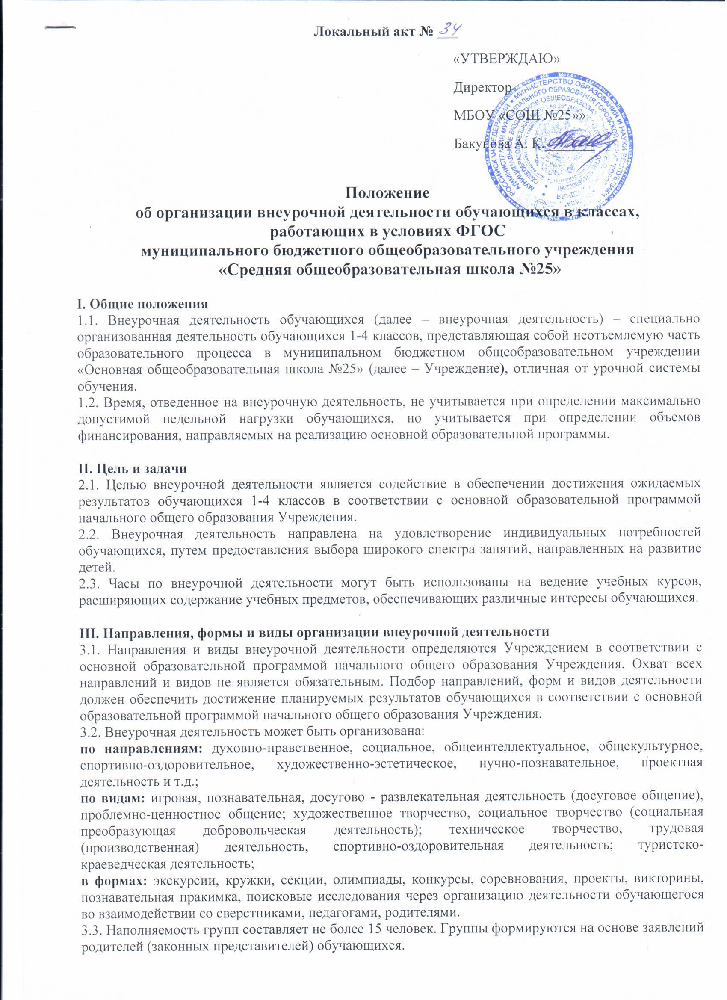 Локальный акт № 34
«УТВЕРЖДАЮ»
Директор
МБОУ «СОШ №25»»
Бакунова А. К.
Положение
об организации внеурочной деятельности обучающихся в классах,
работающих в условиях ФГОС
муниципального бюджетного общеобразовательного учреждения
«Средняя общеобразовательная школа №25»
I. Общие положения
1.1. Внеурочная деятельность обучающихся (далее – внеурочная деятельность) – специально
организованная деятельность обучающихся 1-4 классов, представляющая собой неотъемлемую часть
образовательного процесса в муниципальном бюджетном общеобразовательном учреждении
«Основная общеобразовательная школа №25» (далее – Учреждение), отличная от урочной системы
обучения.
1.2. Время, отведенное на внеурочную деятельность, не учитывается при определении максимально
допустимой недельной нагрузки обучающихся, но учитывается при определении объемов
финансирования, направляемых на реализацию основной образовательной программы.
II. Цель и задачи
2.1. Целью внеурочной деятельности является содействие в обеспечении достижения ожидаемых
результатов обучающихся 1-4 классов в соответствии с основной образовательной программой
начального общего образования Учреждения.
2.2. Внеурочная деятельность направлена на удовлетворение индивидуальных потребностей
обучающихся, путем предоставления выбора широкого спектра занятий, направленных на развитие
детей.
2.3. Часы по внеурочной деятельности могут быть использованы на ведение учебных курсов,
расширяющих содержание учебных предметов, обеспечивающих различные интересы обучающихся.
III. Направления, формы и виды организации внеурочной деятельности
3.1. Направления и виды внеурочной деятельности определяются Учреждением в соответствии с
основной образовательной программой начального общего образования Учреждения. Охват всех
направлений и видов не является обязательным. Подбор направлений, форм и видов деятельности
должен обеспечить достижение планируемых результатов обучающихся в соответствии с основной
образовательной программой начального общего образования Учреждения.
3.2. Внеурочная деятельность может быть организована:
по направлениям: духовно-нравственное, социальное, общеинтеллектуальное, общекультурное,
спортивно-оздоровительное, художественно-эстетическое, нучно-познавательное, проектная
деятельность и т.д.;
по видам: игровая, познавательная, досугово - развлекательная деятельность (досуговое общение),
проблемно-ценностное общение; художественное творчество, социальное творчество (социальная
преобразующая добровольческая деятельность); техническое творчество, трудовая
(производственная) деятельность, спортивно-оздоровительная деятельность; туристско-
краеведческая деятельность;
в формах: экскурсии, кружки, секции, олимпиады, конкурсы, соревнования, проекты, викторины,
познавательная пракимка, поисковые исследования через организацию деятельности обучающегося
во взаимодействии со сверстниками, педагогами, родителями.
3.3. Наполняемость групп составляет не более 15 человек. Группы формируются на основе заявлений
родителей (законных представителей) обучающихся.